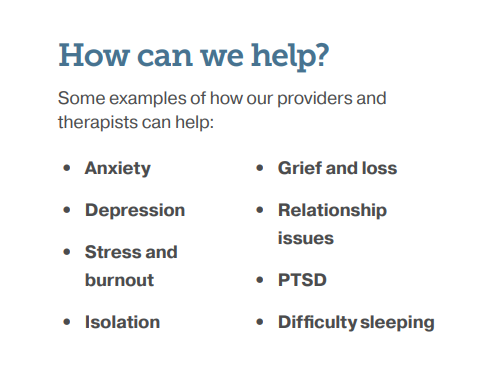 How can we help?
Some examples of how our providers and
therapists can help:
• Anxiety
• Depression
• Stress and
burnout
• Isolation
• Grief and loss
• Relationship
issues
• PTSD
• Difficulty sleeping